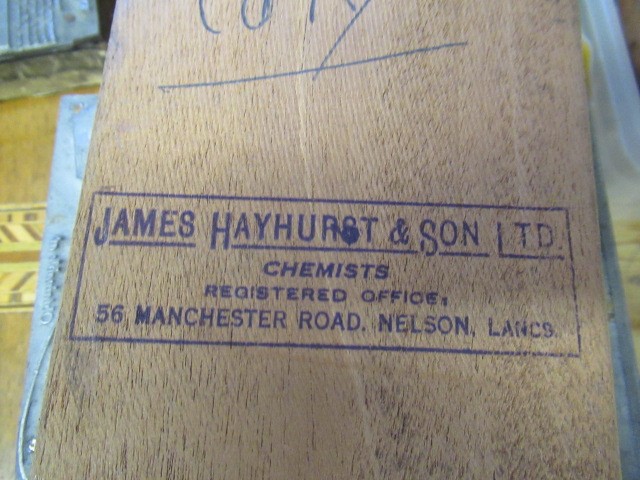 JAMES HAYHURST & SON LTD.
CHEMISTS
REGISTERED OFFICE:
56, MANCHESTER ROAD. NELSON, LANCS.